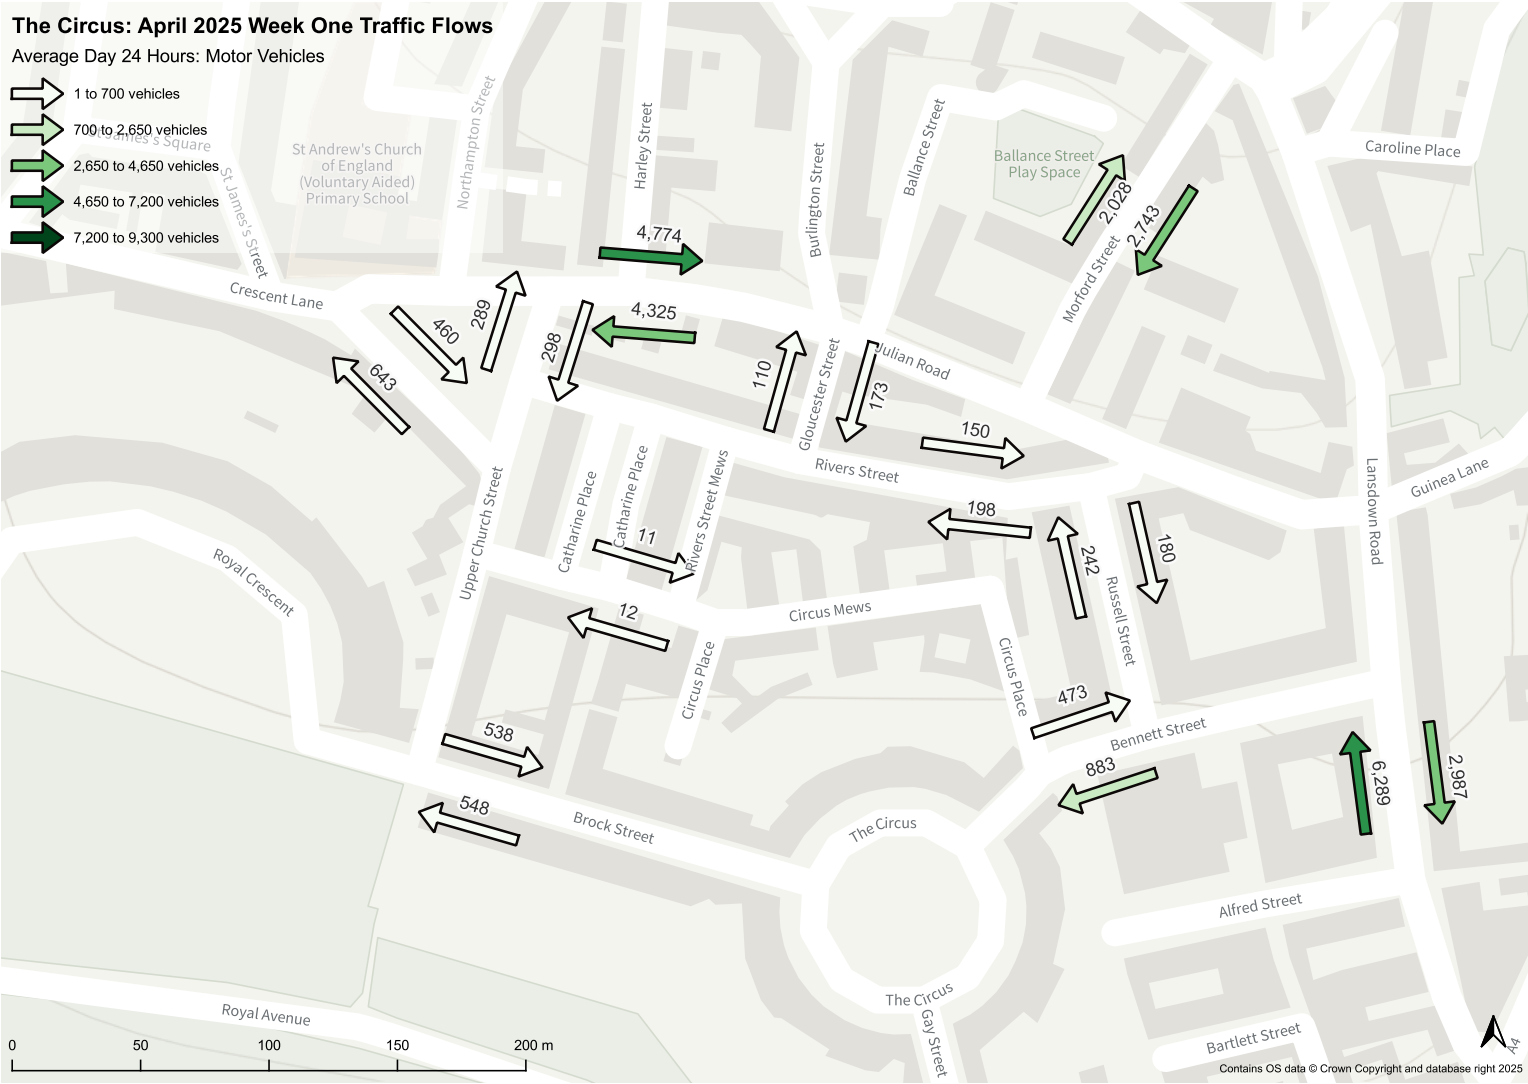 The Circus: April 2025 Week One Traffic Flows
Average Day 24 Hours: Motor Vehicles
1 to 700 vehicles
700 to 2,650 vehicles
2,650 to 4,650 vehicles
4,650 to 7,200 vehicles
7,200 to 9,300 vehicles
St James's Square
St James's Street
St Andrew's Church
of England
(Voluntary Aided)
Primary School
Northampton Street
Harley Street
Burlington Street
Ballance Street
Ballance Street
Play Space
Caroline Place
2,028
2,743
Morford Street
4,774
4,325
Crescent Lane
460
643
289
298
110
173
Gloucester Street
Julian Road
150
Rivers Street
198
242
180
Russell Street
Lansdown Road
Guinea Lane
Upper Church Street
Catharine Place
Catharine Place
Rivers Street Mews
11
12
Circus Mews
Circus Place
Circus Place
Royal Crescent
473
Bennett Street
883
538
548
Brock Street
6,289
2,987
The Circus
The Circus
Gay Street
Alfred Street
Bartlett Street
Royal Avenue
A4
0 50 100 150 200 m
Contains OS data © Crown Copyright and database right 2025